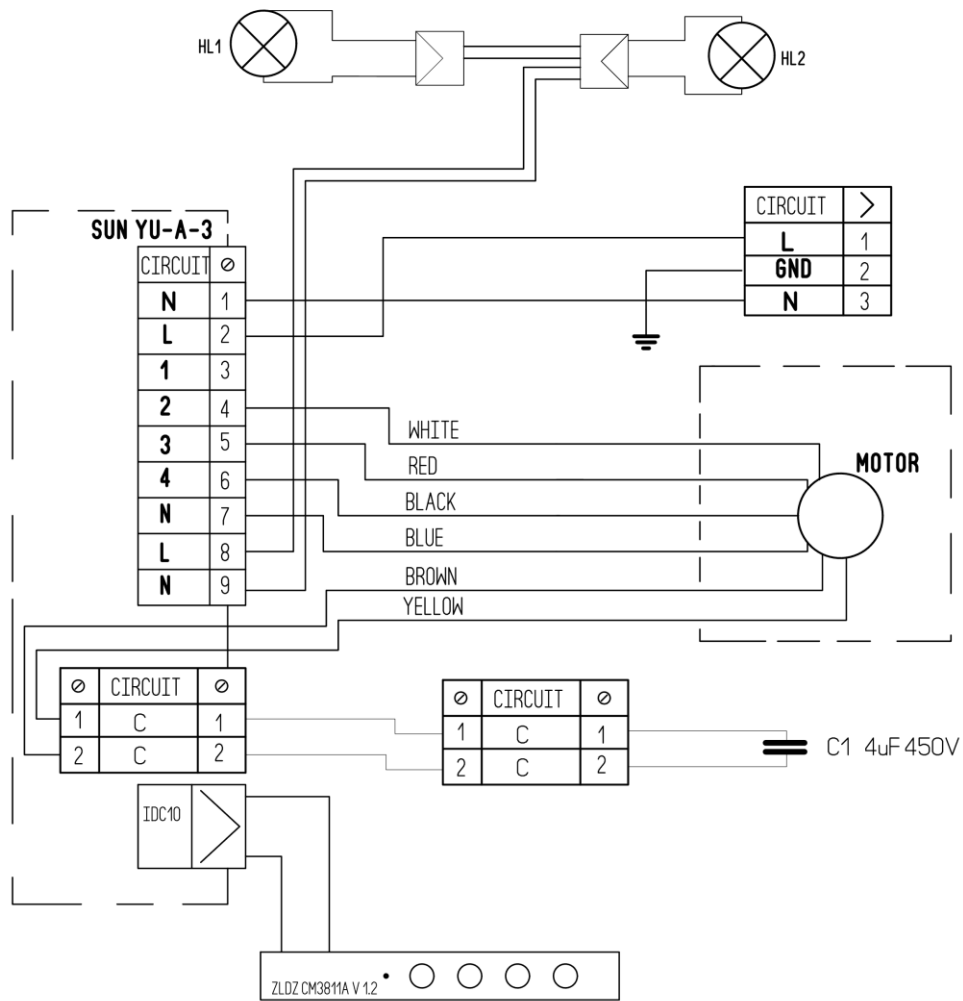 HL1
HL2
SUN YU-A-3
CIRCUIT
N 1
L 2
1 3
2 4
3 5
4 6
N 7
L 8
N 9
CIRCUIT
L 1
GND 2
N 3
WHITE
RED
BLACK
BLUE
BROWN
YELLOW
MOTOR
CIRCUIT
1 C 1
2 C 2
CIRCUIT
1 C 1
2 C 2
C1 4uF 450V
IDC10
ZLDZ CM3811A V 1.2